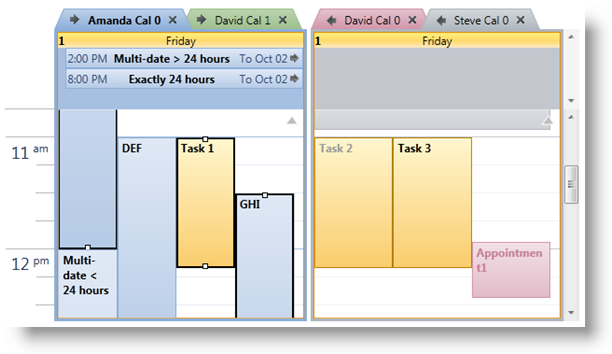 Amanda Cal 0
David Cal 1
David Cal 0
Steve Cal 0
1
Friday
1
Friday
2:00 PM Multi-date > 24 hours To Oct 02
8:00 PM Exactly 24 hours To Oct 02
11 am
DEF
Task 1
GHI
Task 2
Task 3
12 pm
Multi-
date <
24 hours
Appointmen
t1